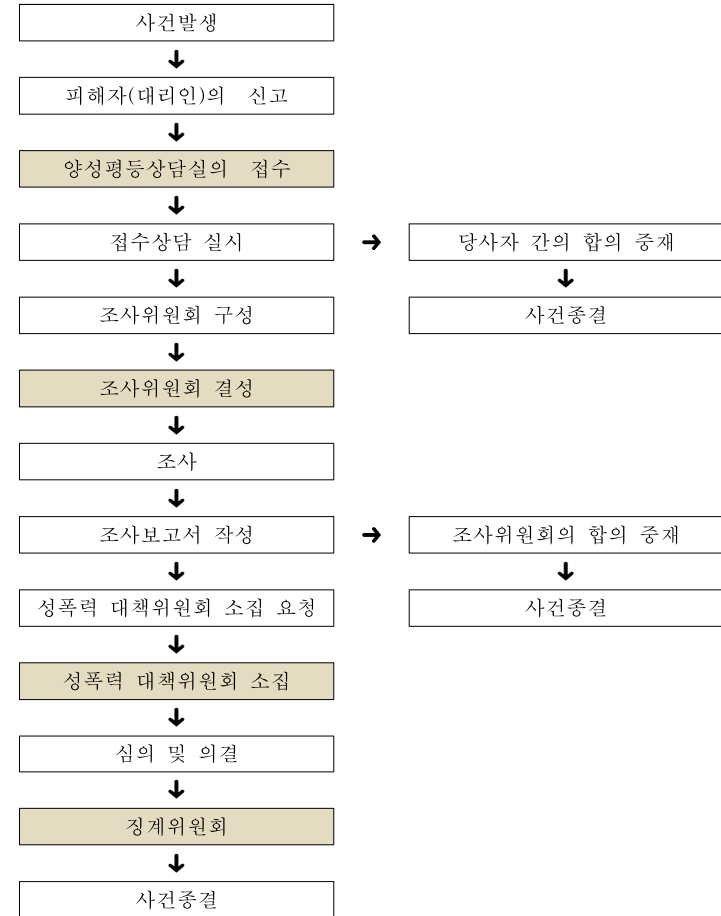 사건발생
피해자(대리인)의 신고
양성평등상담실의 접수
접수상담 실시
당사자 간의 합의 중재
조사위원회 구성
사건종결
조사위원회 결성
조사
조사보고서 작성
조사위원회의 합의 중재
성폭력 대책위원회 소집 요청
사건종결
성폭력 대책위원회 소집
심의 및 의결
징계위원회
사건종결